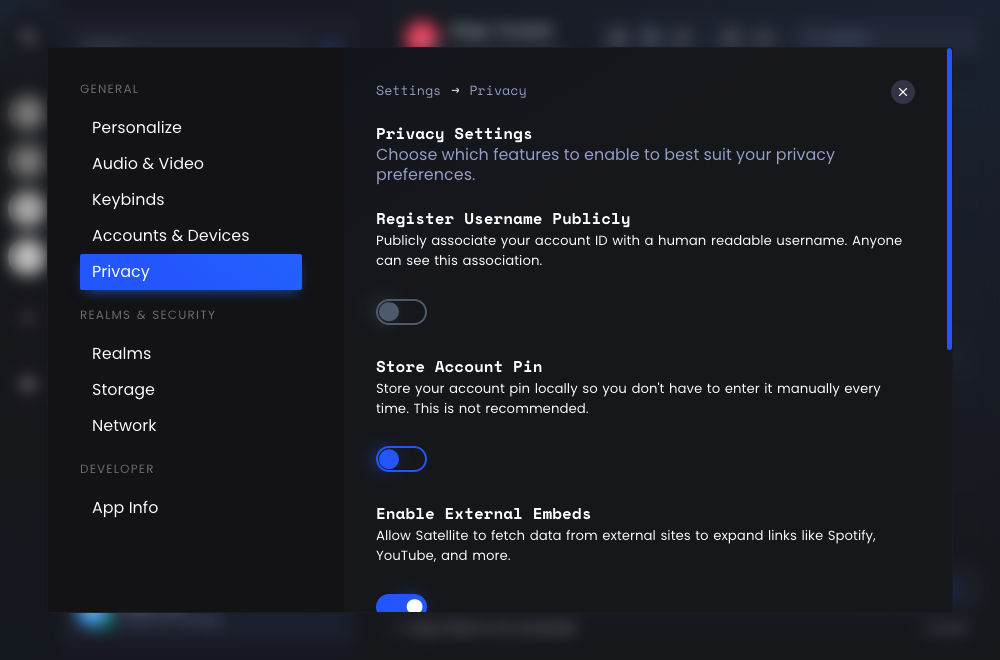 GENERAL
Personalize
Audio & Video
Keybinds
Accounts & Devices
Privacy
REALMS & SECURITY
Realms
Storage
Network
DEVELOPER
App Info
Settings → Privacy
Privacy Settings
Choose which features to enable to best suit your privacy
preferences.
Register Username Publicly
Publicly associate your account ID with a human readable username. Anyone
can see this association.
Store Account Pin
Store your account pin locally so you don't have to enter it manually every
time. This is not recommended.
Enable External Embeds
Allow Satellite to fetch data from external sites to expand links like Spotify,
YouTube, and more.